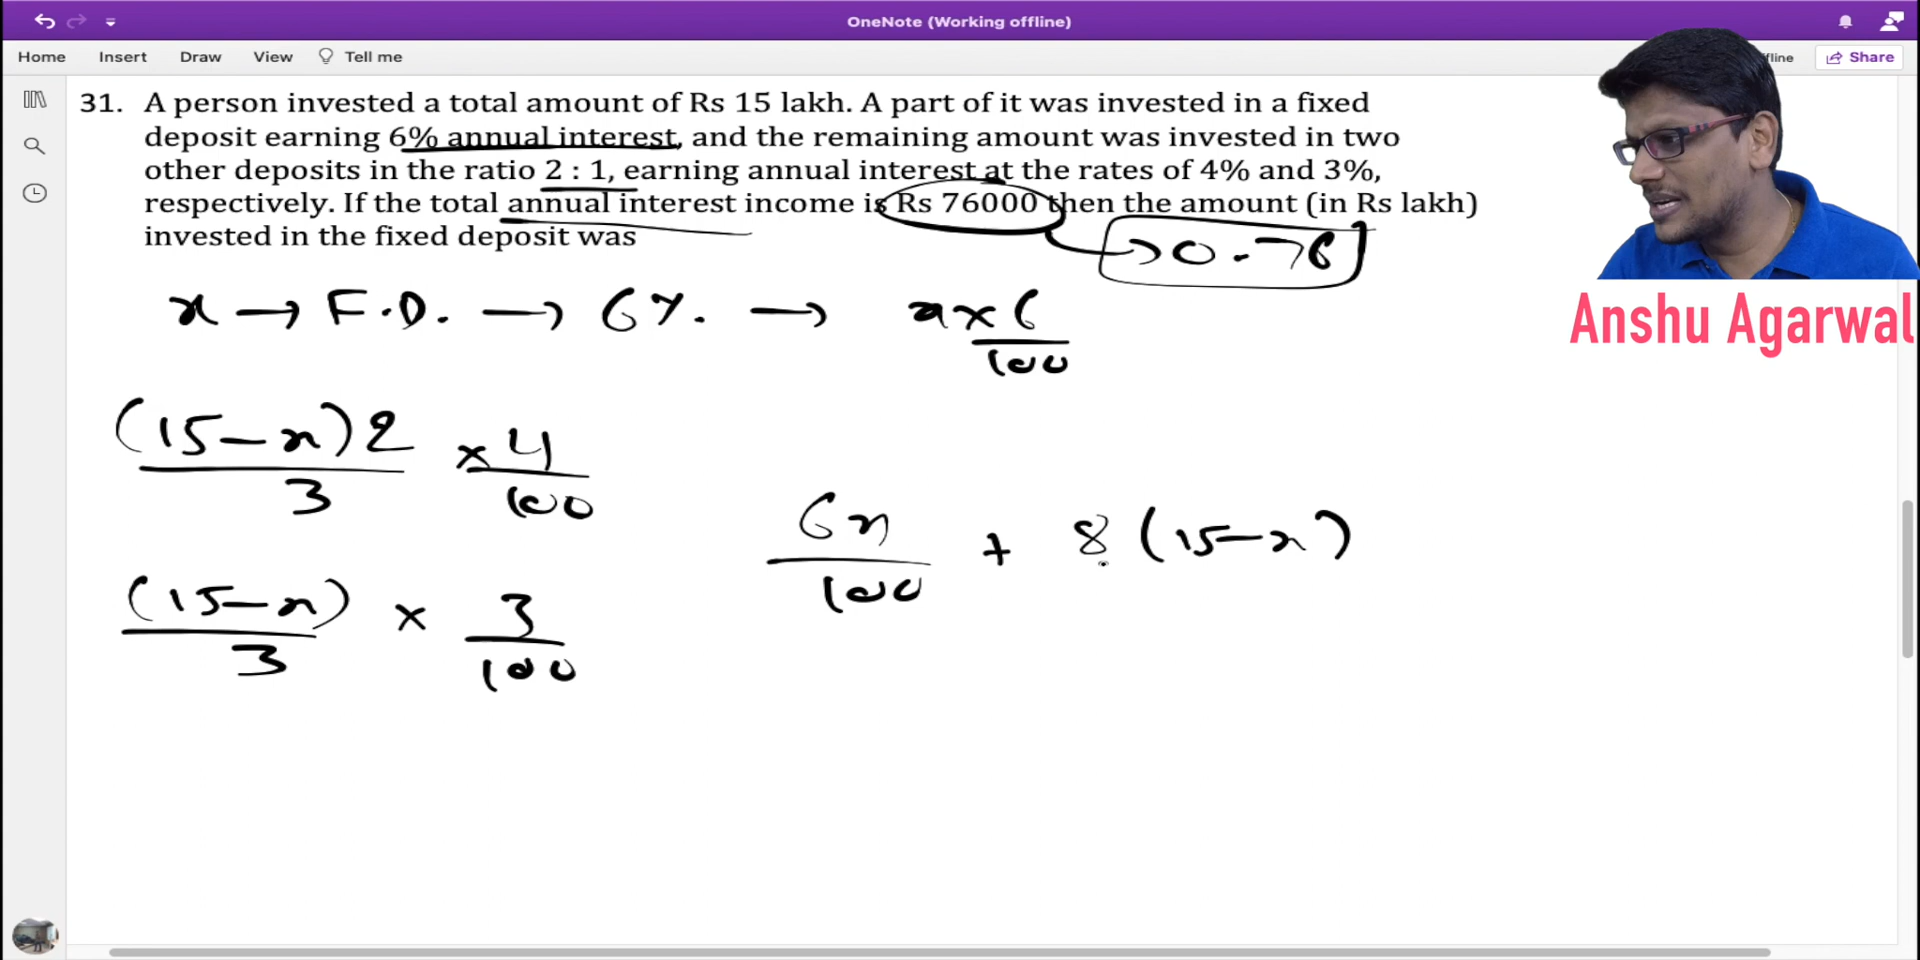 OneNote (Working offline)
Home Insert Draw View Tell me
ffline Share
31. A person invested a total amount of Rs 15 lakh. A part of it was invested in a fixed
deposit earning 6% annual interest, and the remaining amount was invested in two
other deposits in the ratio 2 : 1, earning annual interest at the rates of 4% and 3%,
respectively. If the total annual interest income is Rs 76000 then the amount (in Rs lakh)
invested in the fixed deposit was
→ 0.76
x → F.D. → 6%. → x × 6
100
Anshu Agarwal
(15-x) 2 × 4
3 100
6x + 8 (15-x)
100
(15-x) × 3
3 100